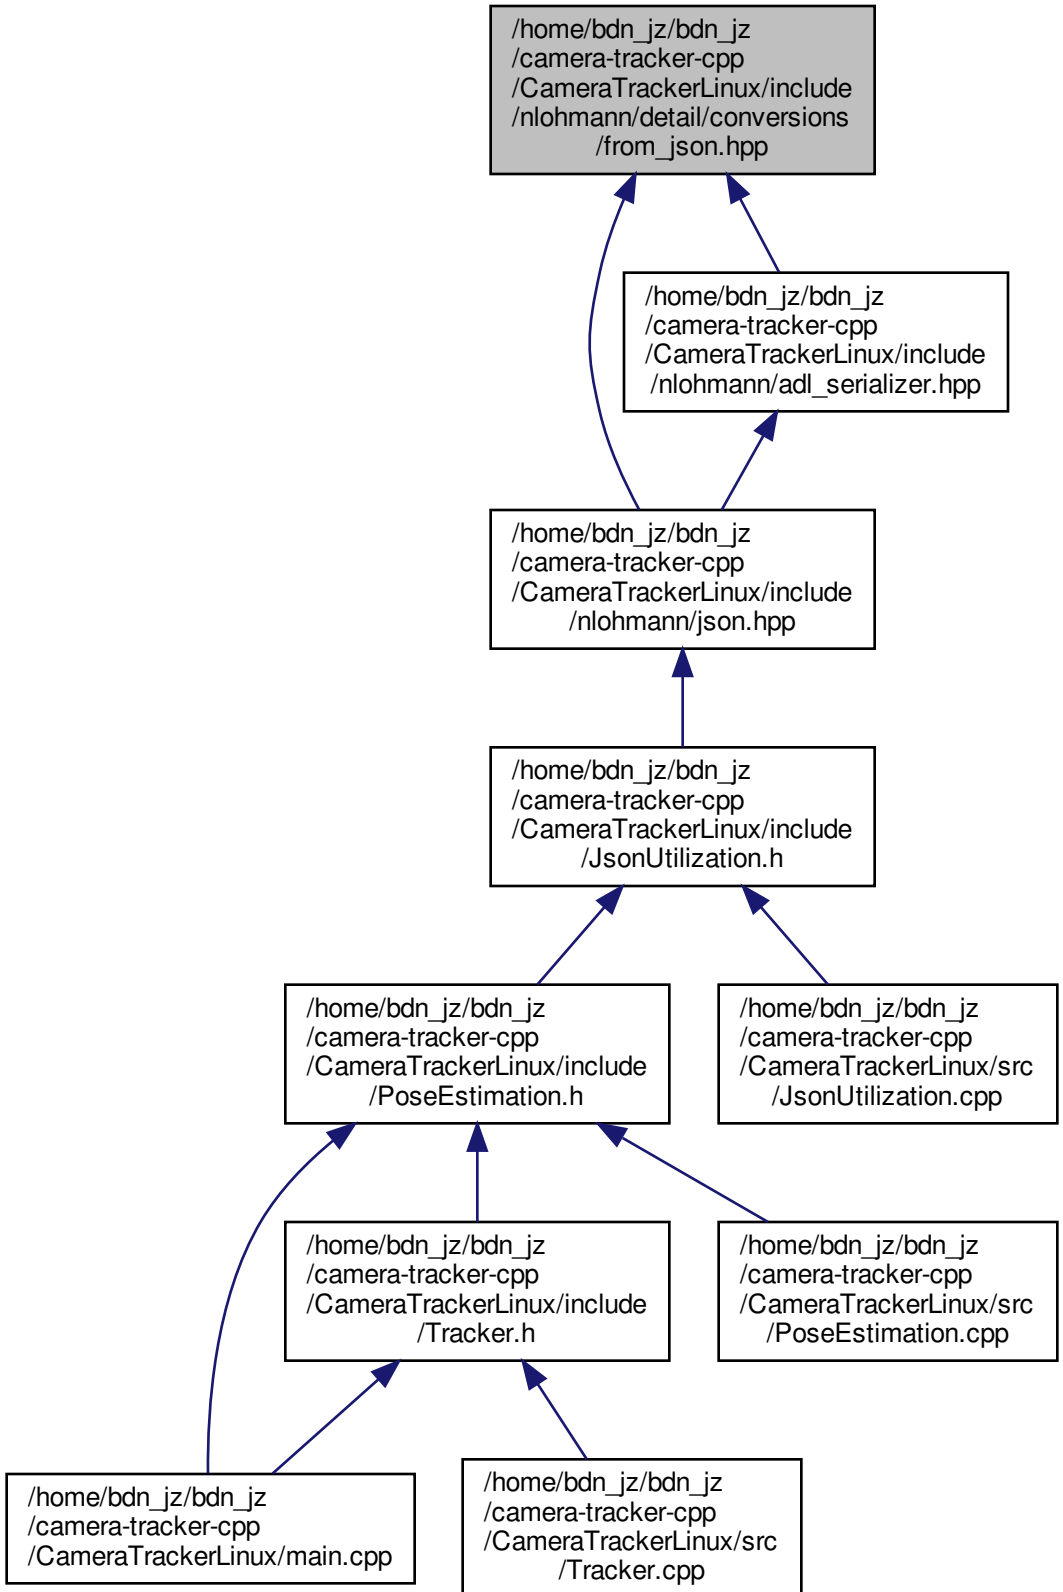 /home/bdn_jz/bdn_jz
/camera-tracker-cpp
/CameraTrackerLinux/include
/nlohmann/detail/conversions
/from_json.hpp
/home/bdn_jz/bdn_jz
/camera-tracker-cpp
/CameraTrackerLinux/include
/nlohmann/adl_serializer.hpp
/home/bdn_jz/bdn_jz
/camera-tracker-cpp
/CameraTrackerLinux/include
/nlohmann/json.hpp
/home/bdn_jz/bdn_jz
/camera-tracker-cpp
/CameraTrackerLinux/include
/JsonUtilization.h
/home/bdn_jz/bdn_jz
/camera-tracker-cpp
/CameraTrackerLinux/include
/PoseEstimation.h
/home/bdn_jz/bdn_jz
/camera-tracker-cpp
/CameraTrackerLinux/src
/JsonUtilization.cpp
/home/bdn_jz/bdn_jz
/camera-tracker-cpp
/CameraTrackerLinux/include
/Tracker.h
/home/bdn_jz/bdn_jz
/camera-tracker-cpp
/CameraTrackerLinux/src
/PoseEstimation.cpp
/home/bdn_jz/bdn_jz
/camera-tracker-cpp
/CameraTrackerLinux/main.cpp
/home/bdn_jz/bdn_jz
/camera-tracker-cpp
/CameraTrackerLinux/src
/Tracker.cpp